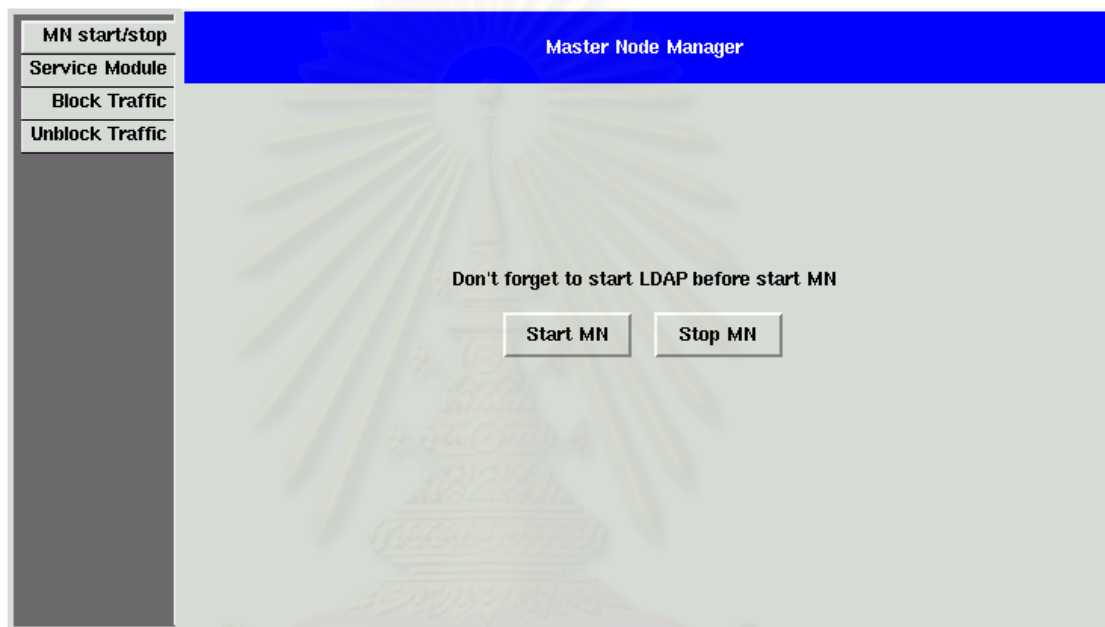 MN start/stop
Service Module
Block Traffic
Unblock Traffic
Master Node Manager
Don't forget to start LDAP before start MN
Start MN
Stop MN